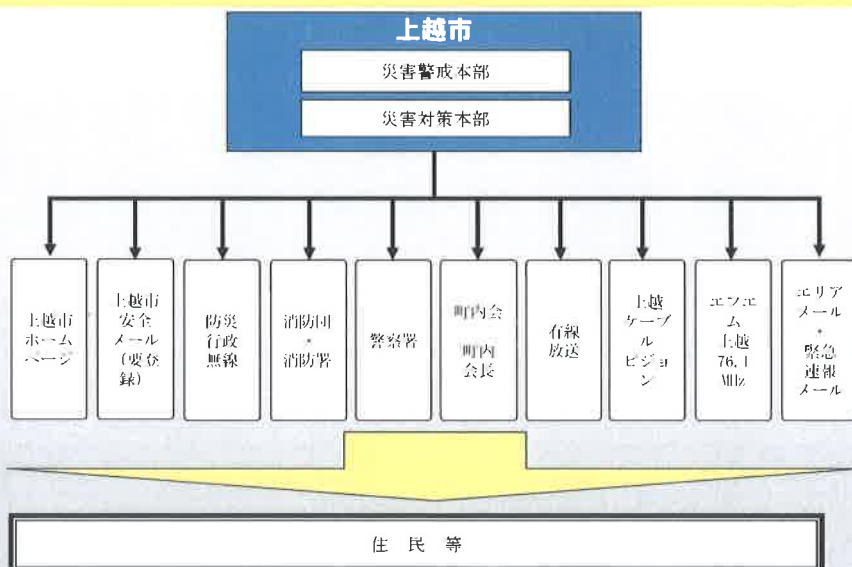 上越市
災害警戒本部
災害対策本部
上越市
ホーム
ページ
上越市
安全
メール
(要登
録)
防災
行政
無線
消防団
・
消防署
警察署
町内会
・
町内
会長
有線
放送
上越
ケーブル
ビジョン
エフエム
上越
76.1
MHz
エリア
メール
・
緊急
速報
メール
住民等